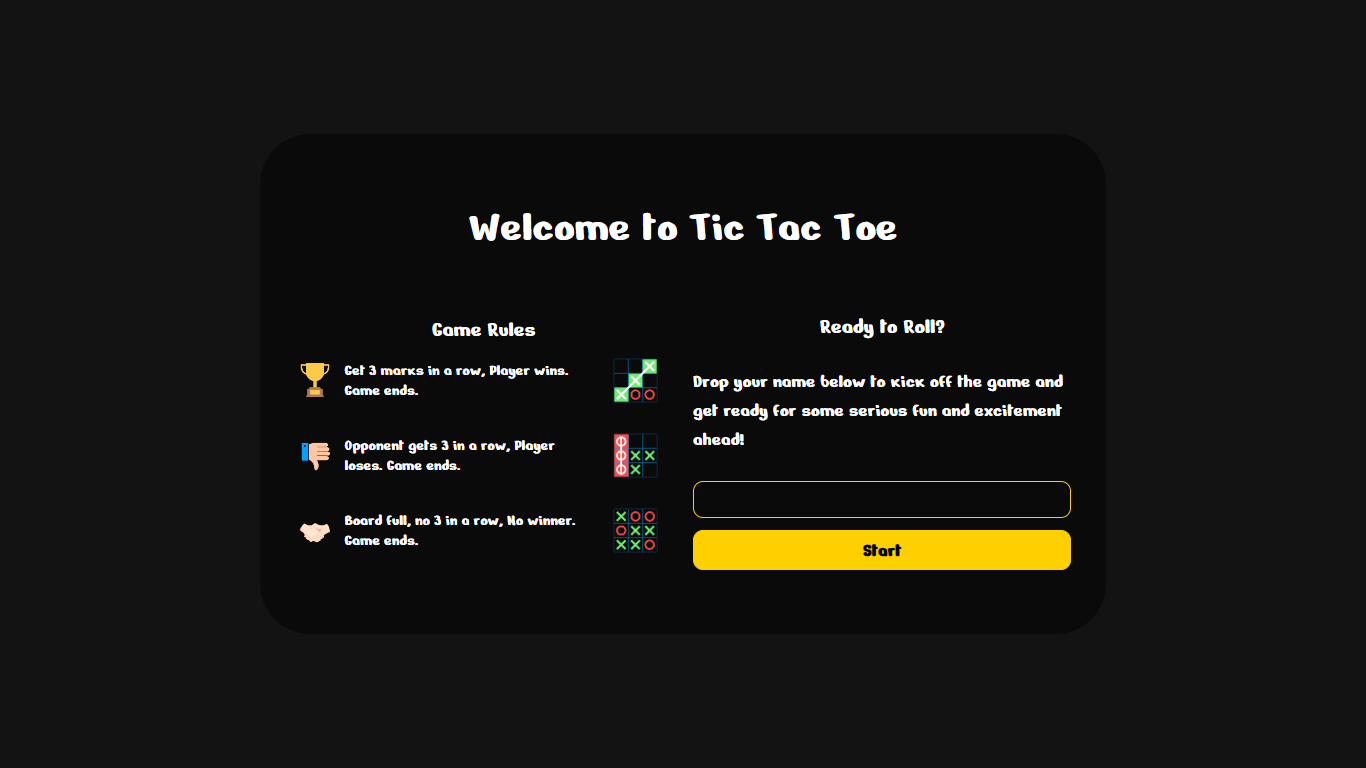 Welcome to Tic Tac Toe
Game Rules
Get 3 marks in a row, Player wins.
Game ends.
Opponent gets 3 in a row, Player
loses. Game ends.
Board full, no 3 in a row, No winner.
Game ends.
Ready to Roll?
Drop your name below to kick off the game and
get ready for some serious fun and excitement
ahead!
Start